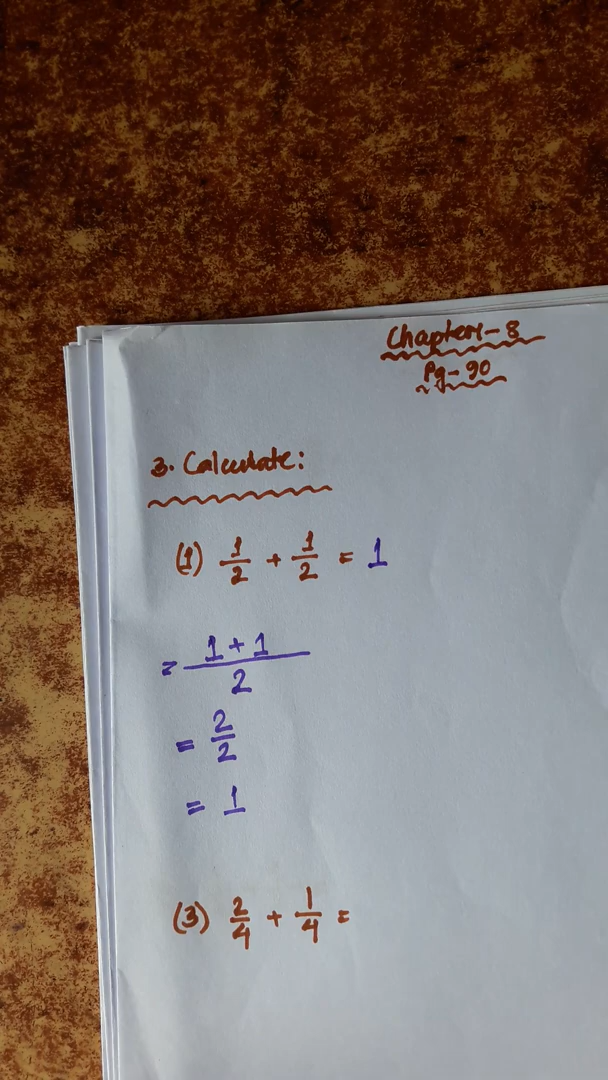 Chapter-8
Pg-90
3. Calculate:
(1) 1/2 + 1/2 = 1
= (1+1)/2
= 2/2
= 1
(3) 2/4 + 1/4 =